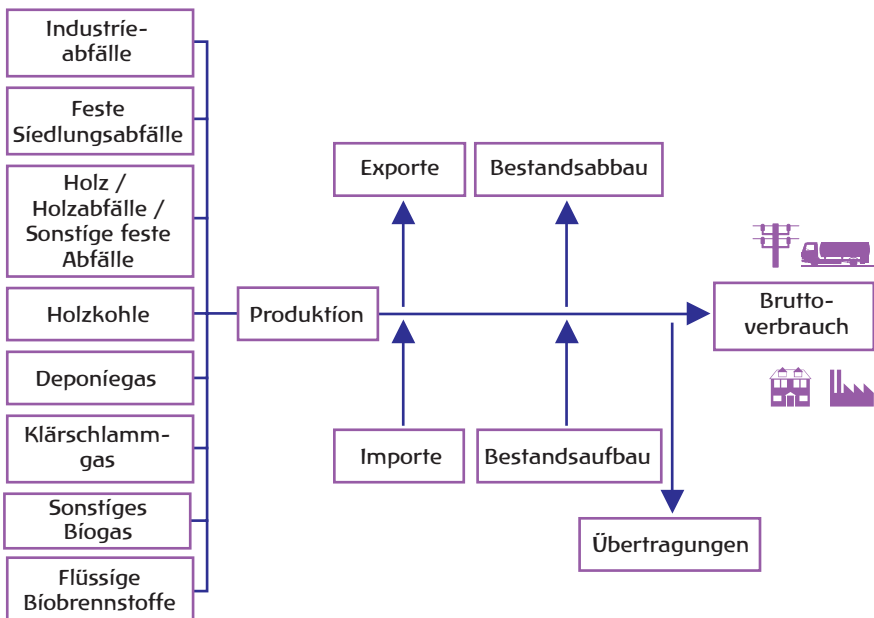 Industrie-
abfälle
Feste
Siedlungsabfälle
Holz /
Holzabfälle /
Sonstige feste
Abfälle
Holzkohle
Deponiegas
Klärschlamm-
gas
Sonstiges
Biogas
Flüssige
Biobrennstoffe
Produktion
Exporte
Bestandsabbau
Importe
Bestandsaufbau
Übertragungen
Brutto-
verbrauch